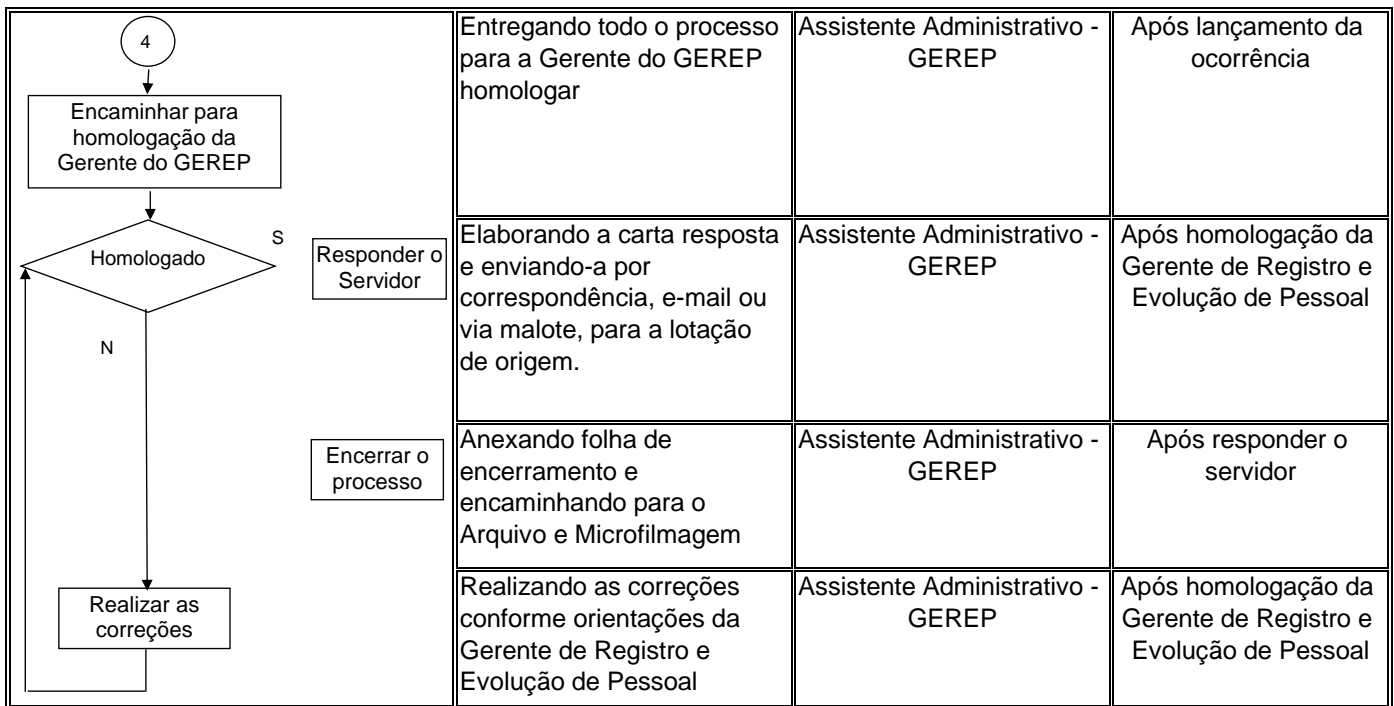 4
Encaminhar para
homologação da
Gerente do GEREP
Entregando todo o processo
para a Gerente do GEREP
homologar
Assistente Administrativo -
GEREP
Após lançamento da
ocorrência
Homologado
S
N
Responder o
Servidor
Elaborando a carta resposta
e enviando-a por
correspondência, e-mail ou
via malote, para a lotação
de origem.
Assistente Administrativo -
GEREP
Após homologação da
Gerente de Registro e
Evolução de Pessoal
Encerrar o
processo
Anexando folha de
encerramento e
encaminhando para o
Arquivo e Microfilmagem
Assistente Administrativo -
GEREP
Após responder o
servidor
Realizar as
correções
Realizando as correções
conforme orientações da
Gerente de Registro e
Evolução de Pessoal
Assistente Administrativo -
GEREP
Após homologação da
Gerente de Registro e
Evolução de Pessoal